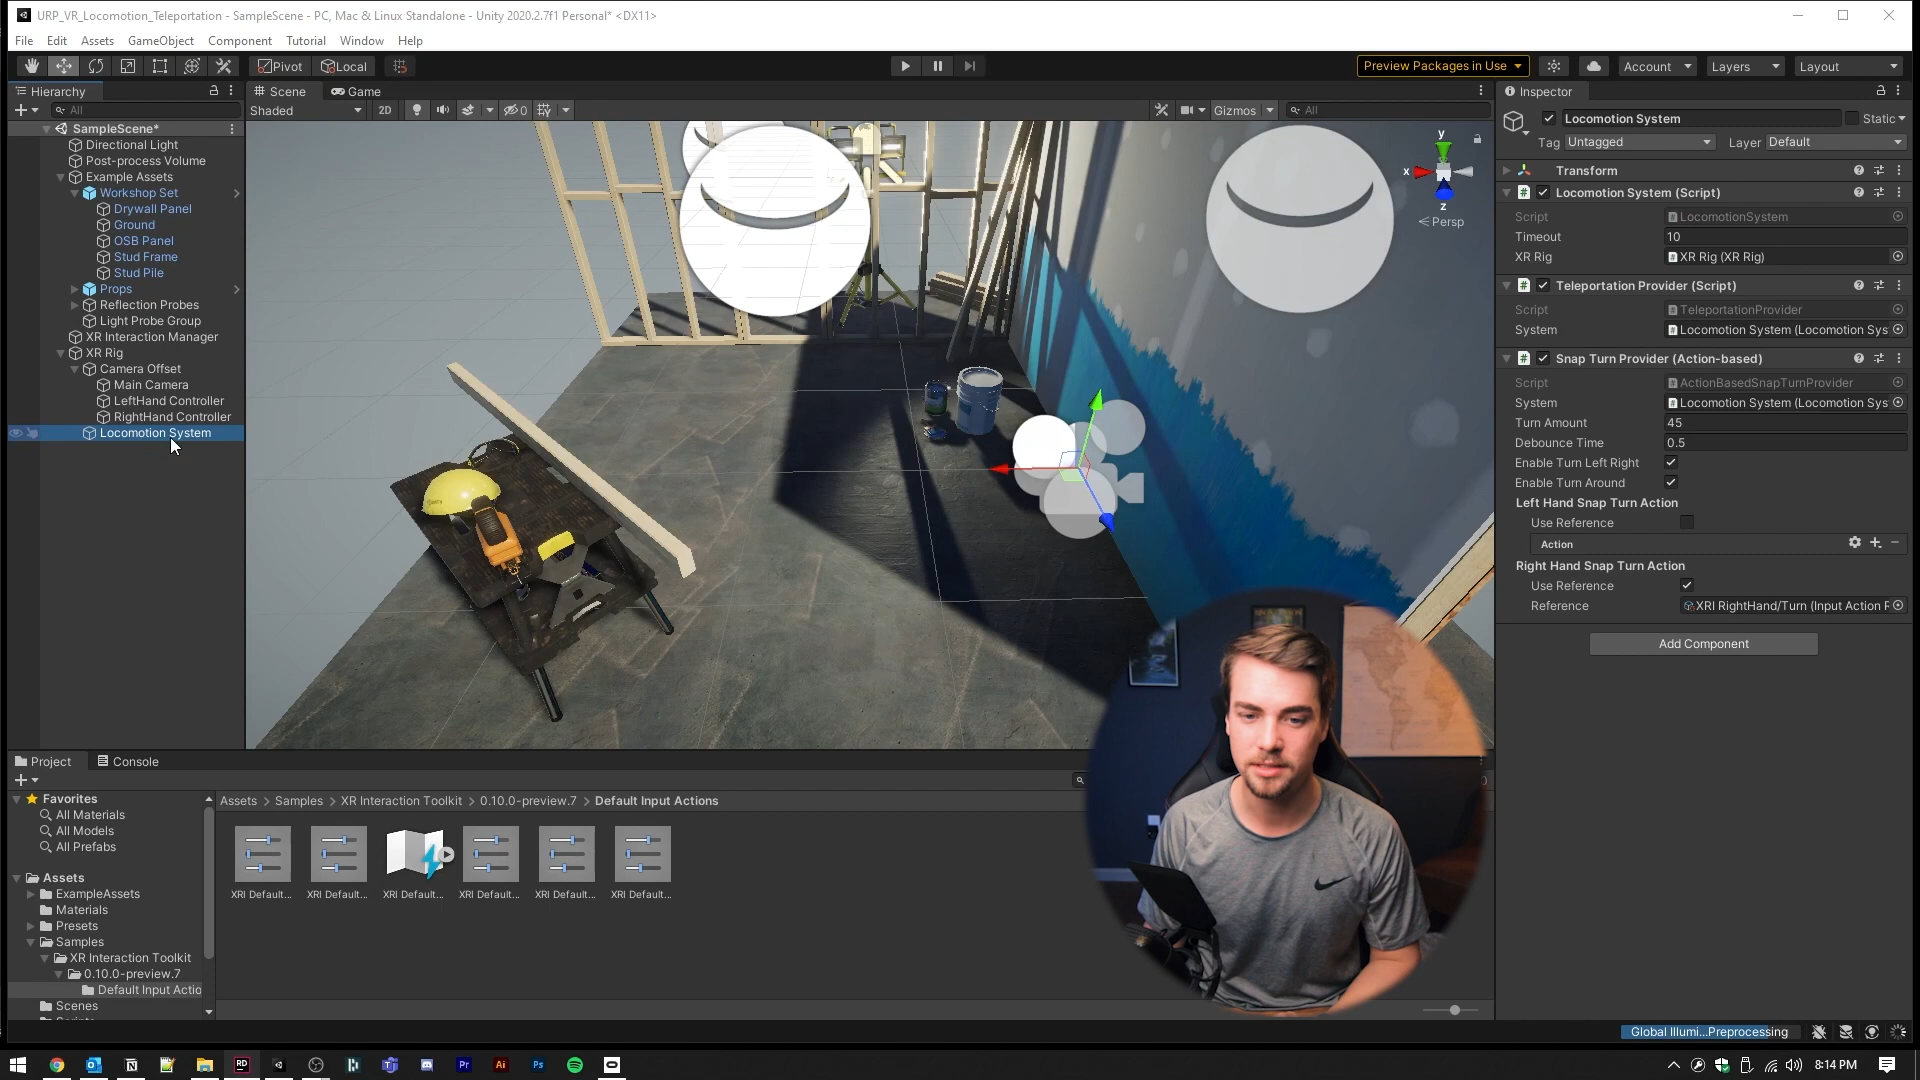 URP_VR_Locomotion_Teleportation - SampleScene - PC, Mac & Linux Standalone - Unity 2020.2.7f1 Personal* <DX11>
File Edit Assets GameObject Component Tutorial Window Help
Pivot Local Preview Packages in Use Account Layers Layout
Hierarchy
All
SampleScene*
Directional Light
Post-process Volume
Example Assets
Workshop Set
Drywall Panel
Ground
OSB Panel
Stud Frame
Stud Pile
Props
Reflection Probes
Light Probe Group
XR Interaction Manager
XR Rig
Camera Offset
Main Camera
LeftHand Controller
RightHand Controller
Locomotion System
Scene Game
Shaded 2D 0 Gizmos All
y
x
z
Persp
Inspector
Locomotion System Static
Tag Untagged Layer Default
Transform
# Locomotion System (Script)
Script LocomotionSystem
Timeout 10
XR Rig XR Rig (XR Rig)
# Teleportation Provider (Script)
Script TeleportationProvider
System Locomotion System (Locomotion Sys
# Snap Turn Provider (Action-based)
Script ActionBasedSnapTurnProvider
System Locomotion System (Locomotion Sys
Turn Amount 45
Debounce Time 0.5
Enable Turn Left Right
Enable Turn Around
Left Hand Snap Turn Action
Use Reference
Action
Right Hand Snap Turn Action
Use Reference
Reference XRI RightHand/Turn (Input Action R
Add Component
Project Console
Favorites
All Materials
All Models
All Prefabs
Assets
ExampleAssets
Materials
Presets
Samples
XR Interaction Toolkit
0.10.0-preview.7
Default Input Actio
Scenes
Assets > Samples > XR Interaction Toolkit > 0.10.0-preview.7 > Default Input Actions
XRI Default... XRI Default... XRI Default... XRI Default... XRI Default... XRI Default...
Global Illumi...Preprocessing
RD Pr Ai Ps 8:14 PM